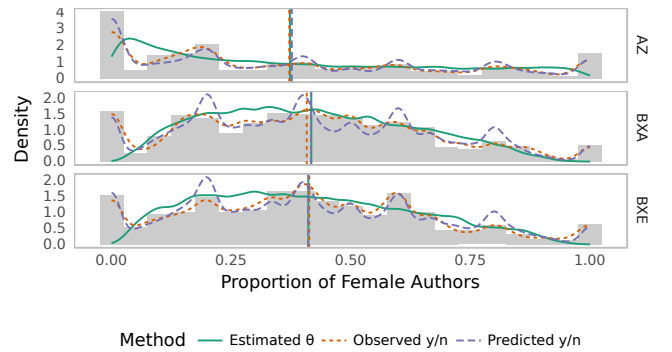 4
3
2
1
0
AZ
Density
2.0
1.5
1.0
0.5
0.0
BXA
2.0
1.5
1.0
0.5
0.0
BXE
0.00 0.25 0.50 0.75 1.00
Proportion of Female Authors
Method Estimated θ Observed y/n Predicted y/n